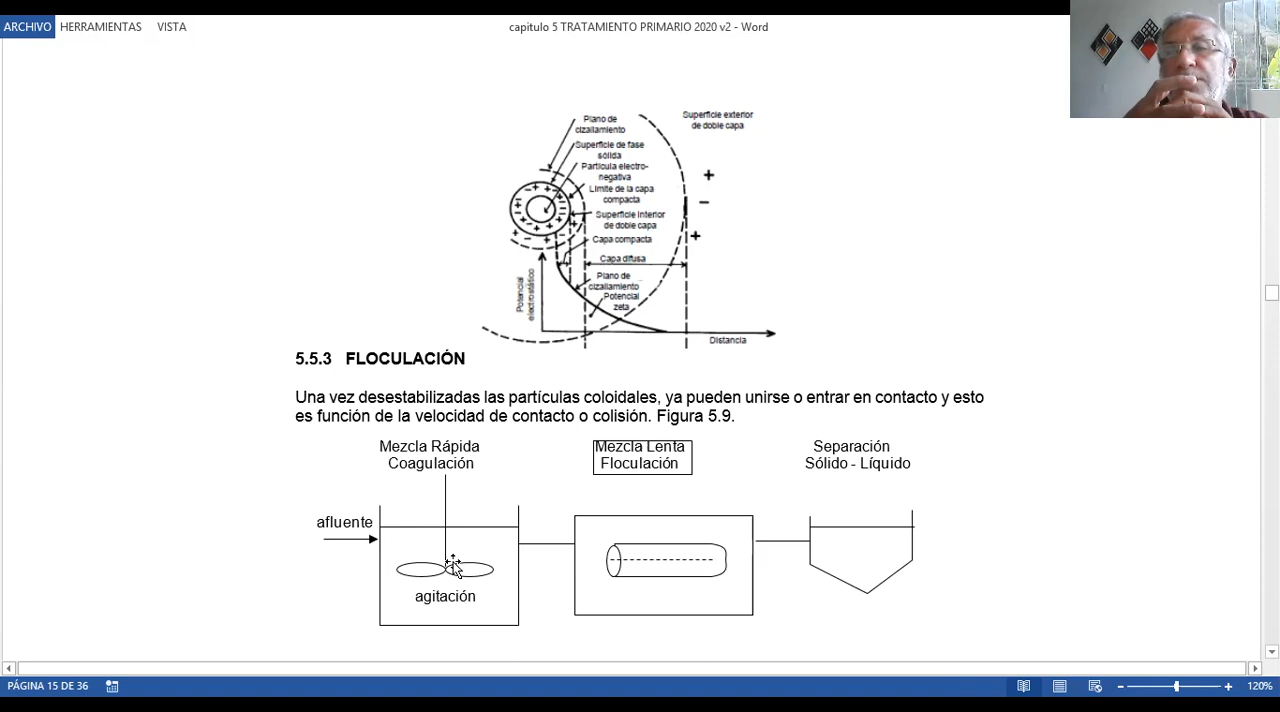 ARCHIVO HERRAMIENTAS VISTA
capitulo 5 TRATAMIENTO PRIMARIO 2020 v2 - Word
Plano de
cizallamiento
Superficie exterior
de doble capa
Superficie de fase
sólida
Partícula electro-
negativa
Límite de la capa
compacta
Superficie interior
de doble capa
Capa compacta
Capa difusa
Plano de
cizallamiento
Potencial
zeta
Potencial
electrostático
Distancia
5.5.3 FLOCULACIÓN
Una vez desestabilizadas las partículas coloidales, ya pueden unirse o entrar en contacto y esto
es función de la velocidad de contacto o colisión. Figura 5.9.
Mezcla Rápida
Coagulación
Mezcla Lenta
Floculación
Separación
Sólido - Líquido
afluente
agitación
PÁGINA 15 DE 36
120%